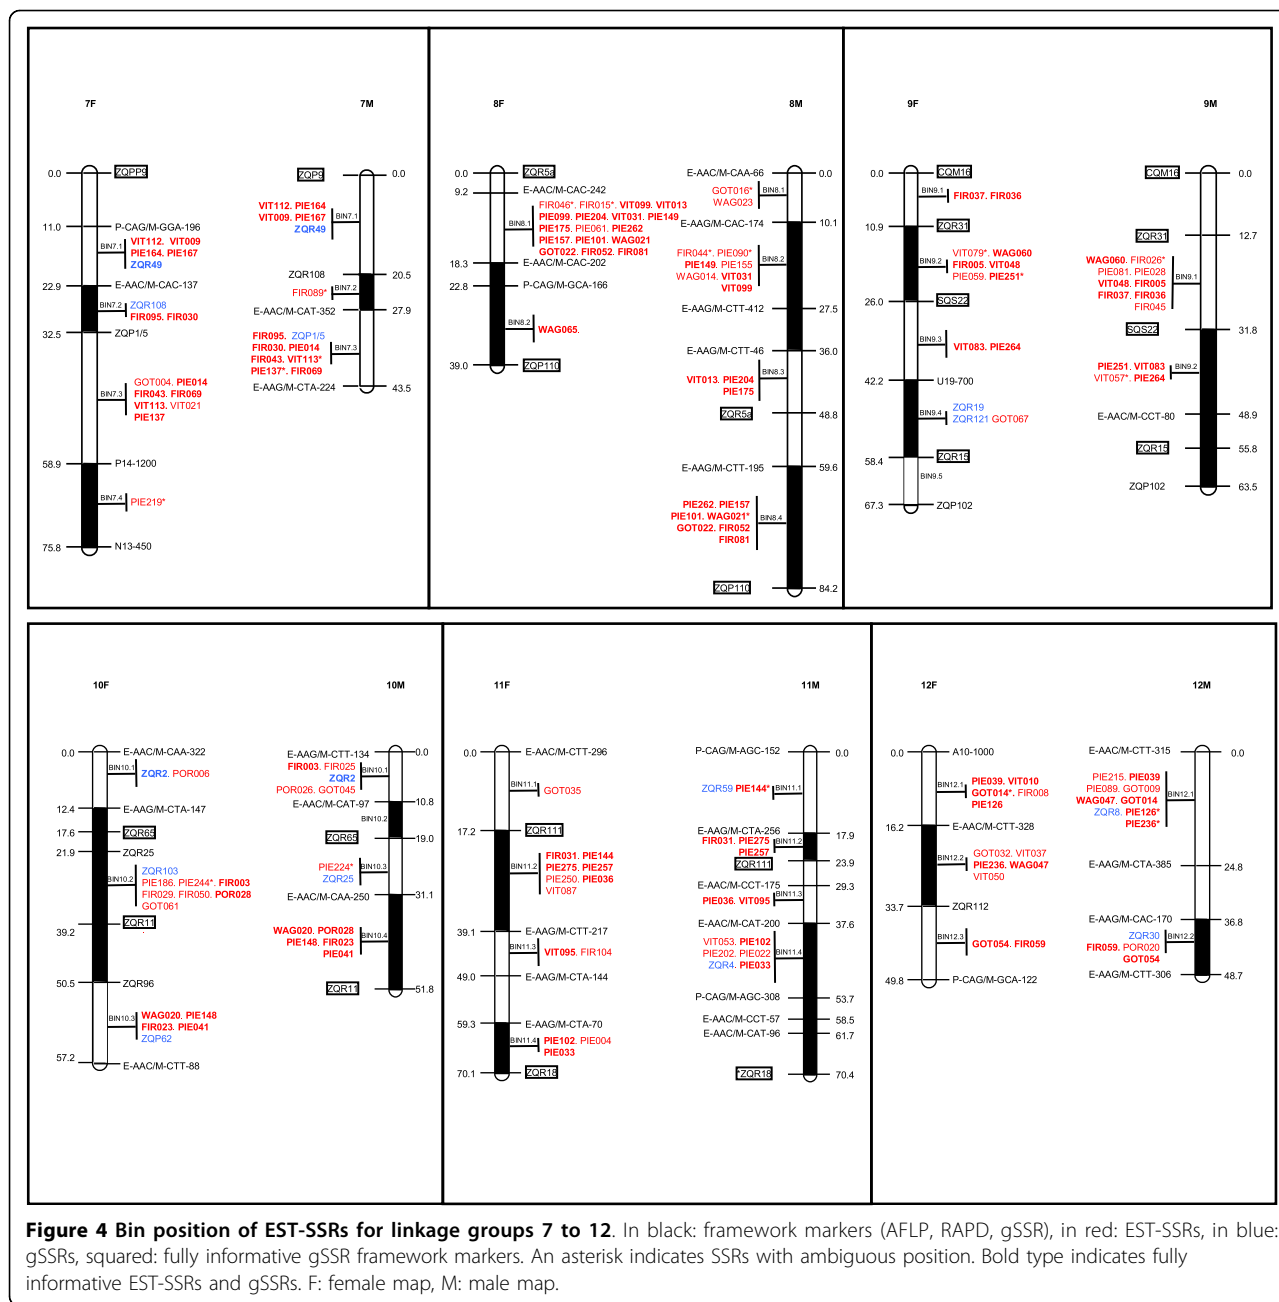 7F
7M
0.0
ZQPP9
11.0
P-CAG/M-GGA-196
BIN7.1
VIT112. VIT009
PIE164. PIE167
ZQR49
22.9
E-AAC/M-CAC-137
BIN7.2
ZQR108
FIR095. FIR030
32.5
ZQP1/5
BIN7.3
GOT004. PIE014
FIR043. FIR069
VIT113. VIT021
PIE137
58.9
P14-1200
BIN7.4
PIE219*
75.8
N13-450
ZQP9
0.0
VIT112. PIE164
VIT009. PIE167
ZQR49
BIN7.1
ZQR108
20.5
FIR089*
BIN7.2
E-AAC/M-CAT-352
27.9
FIR095. ZQP1/5
FIR030. PIE014
FIR043. VIT113*
PIE137*. FIR069
BIN7.3
E-AAC/M-CTA-224
43.5
8F
8M
0.0
ZQR5a
9.2
E-AAC/M-CAC-242
BIN8.1
FIR046*. FIR015*. VIT099. VIT013
PIE099. PIE204. VIT031. PIE149
PIE175. PIE061. PIE262
PIE157. PIE101. WAG021
GOT022. FIR052. FIR081
18.3
E-AAC/M-CAC-202
22.8
P-CAG/M-GCA-166
BIN8.2
WAG065.
39.0
ZQP110
E-AAC/M-CAA-66
0.0
GOT016*
WAG023
BIN8.1
E-AAG/M-CAC-174
10.1
FIR044*. PIE090*
PIE149. PIE155
WAG014. VIT031
VIT099
BIN8.2
E-AAG/M-CTT-412
27.5
E-AAG/M-CTT-46
36.0
VIT013. PIE204
PIE175
BIN8.3
ZQR5a
48.8
E-AAG/M-CTT-195
59.6
PIE262. PIE157
PIE101. WAG021*
GOT022. FIR052
FIR081
BIN8.4
ZQP110
84.2
9F
9M
0.0
CQM16
BIN9.1
FIR037. FIR036
10.9
ZQR31
BIN9.2
VIT079*. WAG060
FIR005. VIT048
PIE059. PIE251*
26.0
SQS22
BIN9.3
VIT083. PIE264
42.2
U19-700
BIN9.4
ZQR19
ZQR121 GOT067
58.4
ZQR15
BIN9.5
67.3
ZQP102
CQM16
0.0
ZQR31
12.7
WAG060. FIR026*
PIE081. PIE028
VIT048. FIR005
FIR037. FIR036
FIR045
BIN9.1
SQS22
31.8
PIE251. VIT083
VIT057*. PIE264
BIN9.2
E-AAC/M-CCT-80
48.9
ZQR15
55.8
ZQP102
63.5
10F
10M
0.0
E-AAC/M-CAA-322
BIN10.1
ZQR2. POR006
12.4
E-AAG/M-CTA-147
17.6
ZQR65
21.9
ZQR25
BIN10.2
ZQR103
PIE186. PIE244*. FIR003
FIR029. FIR050. POR028
GOT061
39.2
ZQR11
50.5
ZQR96
BIN10.3
WAG020. PIE148
FIR023. PIE041
ZQP62
57.2
E-AAC/M-CTT-88
E-AAG/M-CTT-134
0.0
FIR003. FIR025
ZQR2
POR026. GOT045
BIN10.1
E-AAC/M-CAT-97
10.8
BIN10.2
ZQR65
19.0
PIE224*
ZQR25
BIN10.3
E-AAC/M-CAA-250
31.1
WAG020. POR028
PIE148. FIR023
PIE041
BIN10.4
ZQR11
51.8
11F
11M
0.0
E-AAC/M-CTT-296
BIN11.1
GOT035
17.2
ZQR111
BIN11.2
FIR031. PIE144
PIE275. PIE257
PIE250. PIE036
VIT087
39.1
E-AAG/M-CTT-217
BIN11.3
VIT095. FIR104
49.0
E-AAG/M-CTA-144
59.3
E-AAG/M-CTA-70
BIN11.4
PIE102. PIE004
PIE033
70.1
ZQR18
P-CAG/M-AGC-152
0.0
ZQR59 PIE144*
BIN11.1
E-AAG/M-CTA-256
17.9
FIR031. PIE275
PIE257
BIN11.2
ZQR111
23.9
E-AAC/M-CCT-175
29.3
PIE036. VIT095
BIN11.3
E-AAC/M-CAT-200
37.6
VIT053. PIE102
PIE202. PIE022
ZQR4. PIE033
BIN11.4
P-CAG/M-AGC-308
53.7
E-AAC/M-CCT-57
58.5
E-AAC/M-CAT-96
61.7
*ZQR18
70.4
12F
12M
0.0
A10-1000
BIN12.1
PIE039. VIT010
GOT014*. FIR008
PIE126
16.2
E-AAC/M-CTT-328
BIN12.2
GOT032. VIT037
PIE236. WAG047
VIT050
33.7
ZQR112
BIN12.3
GOT054. FIR059
49.8
P-CAG/M-GCA-122
E-AAC/M-CTT-315
0.0
PIE215. PIE039
PIE089. GOT009
WAG047. GOT014
ZQR8. PIE126*
PIE236*
BIN12.1
E-AAG/M-CTA-385
24.8
E-AAG/M-CAC-170
36.8
ZQR30
FIR059. POR020
GOT054
BIN12.2
E-AAG/M-CTT-306
48.7
Figure 4 Bin position of EST-SSRs for linkage groups 7 to 12. In black: framework markers (AFLP, RAPD, gSSR), in red: EST-SSRs, in blue:
gSSRs, squared: fully informative gSSR framework markers. An asterisk indicates SSRs with ambiguous position. Bold type indicates fully
informative EST-SSRs and gSSRs. F: female map, M: male map.